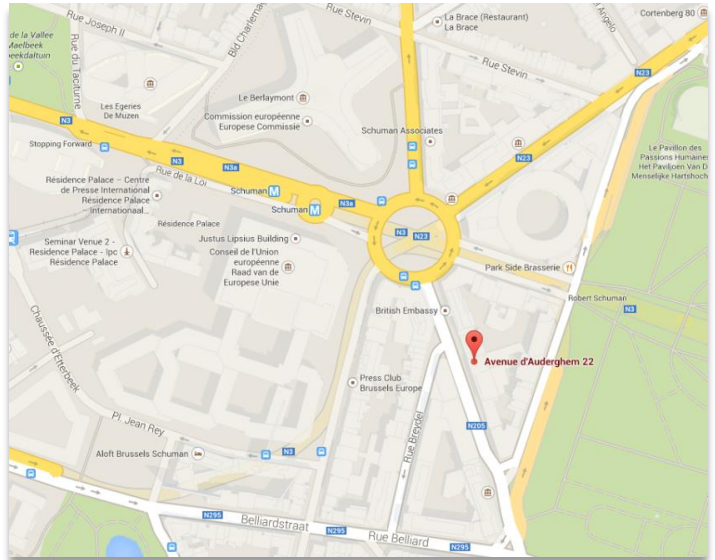 Rue Joseph II
Bld Charlema
Rue Stevin
La Brace (Restaurant)
La Brace
Cortenberg 80
Angelo
de la Vallee
Maelbeek
beekdaltuin
Rue du Taciturne
Rue Stevin
N23
Le Berlaymont
Les Egeries
De Muzen
Commission européenne
Europese Commissie
N3
Schuman Associates
Stopping Forward
N3
N3a
N23
Le Pavillon des
Passions Humaine
Het Paviljoen Van D
Menselijke Hartshoch
Rue de la Loi
Résidence Palace – Centre
de Presse International
Résidence Palace
– Internationaal...
Schuman
Schuman
N3a
Résidence Palace
N3
N23
Justus Lipsius Building
Seminar Venue 2 -
Residence Palace - Ipc
Résidence Palace
Conseil de l'Union
européenne
Raad van de
Europese Unie
Park Side Brasserie
Robert Schuman
N3
British Embassy
Chaussée d'Etterbeek
Avenue d'Auderghem 22
Press Club
Brussels Europe
Pl. Jean Rey
Rue Breydel
N205
Aloft Brussels Schuman
N3
N295
Belliardstraat
N295
Rue Belliard
N295